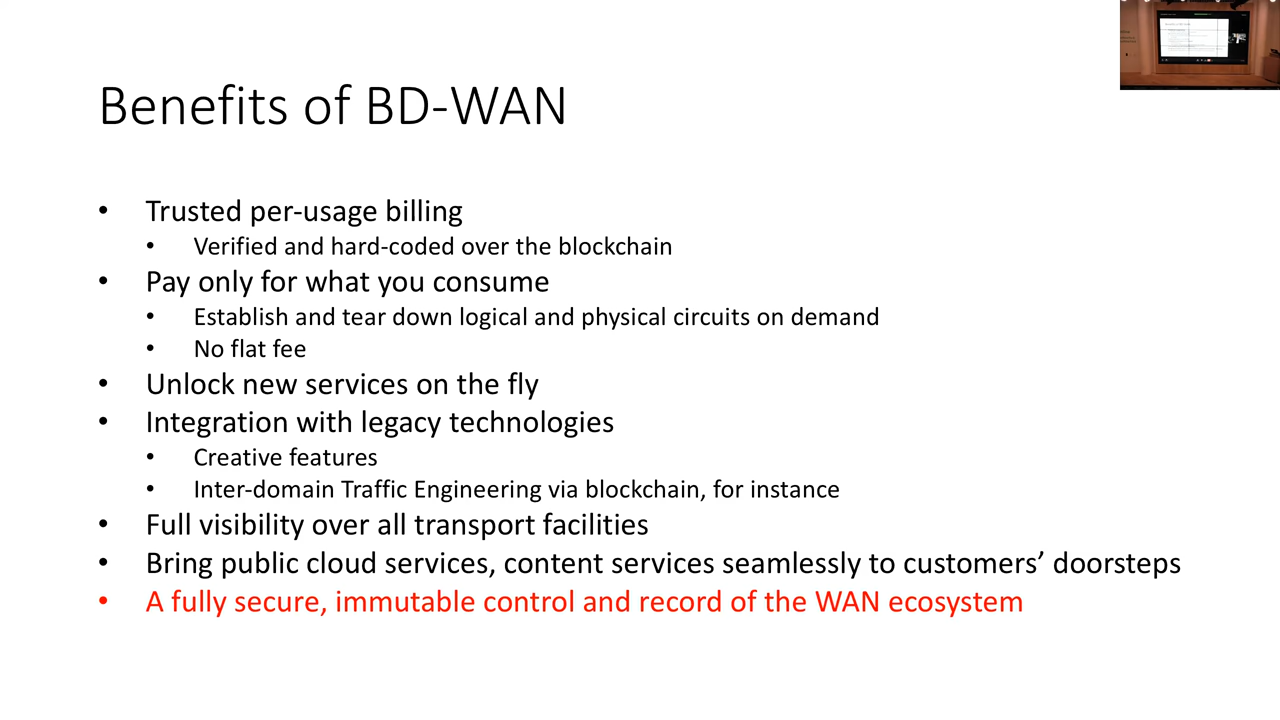 Benefits of BD-WAN
• Trusted per-usage billing
• Verified and hard-coded over the blockchain
• Pay only for what you consume
• Establish and tear down logical and physical circuits on demand
• No flat fee
• Unlock new services on the fly
• Integration with legacy technologies
• Creative features
• Inter-domain Traffic Engineering via blockchain, for instance
• Full visibility over all transport facilities
• Bring public cloud services, content services seamlessly to customers’ doorsteps
• A fully secure, immutable control and record of the WAN ecosystem